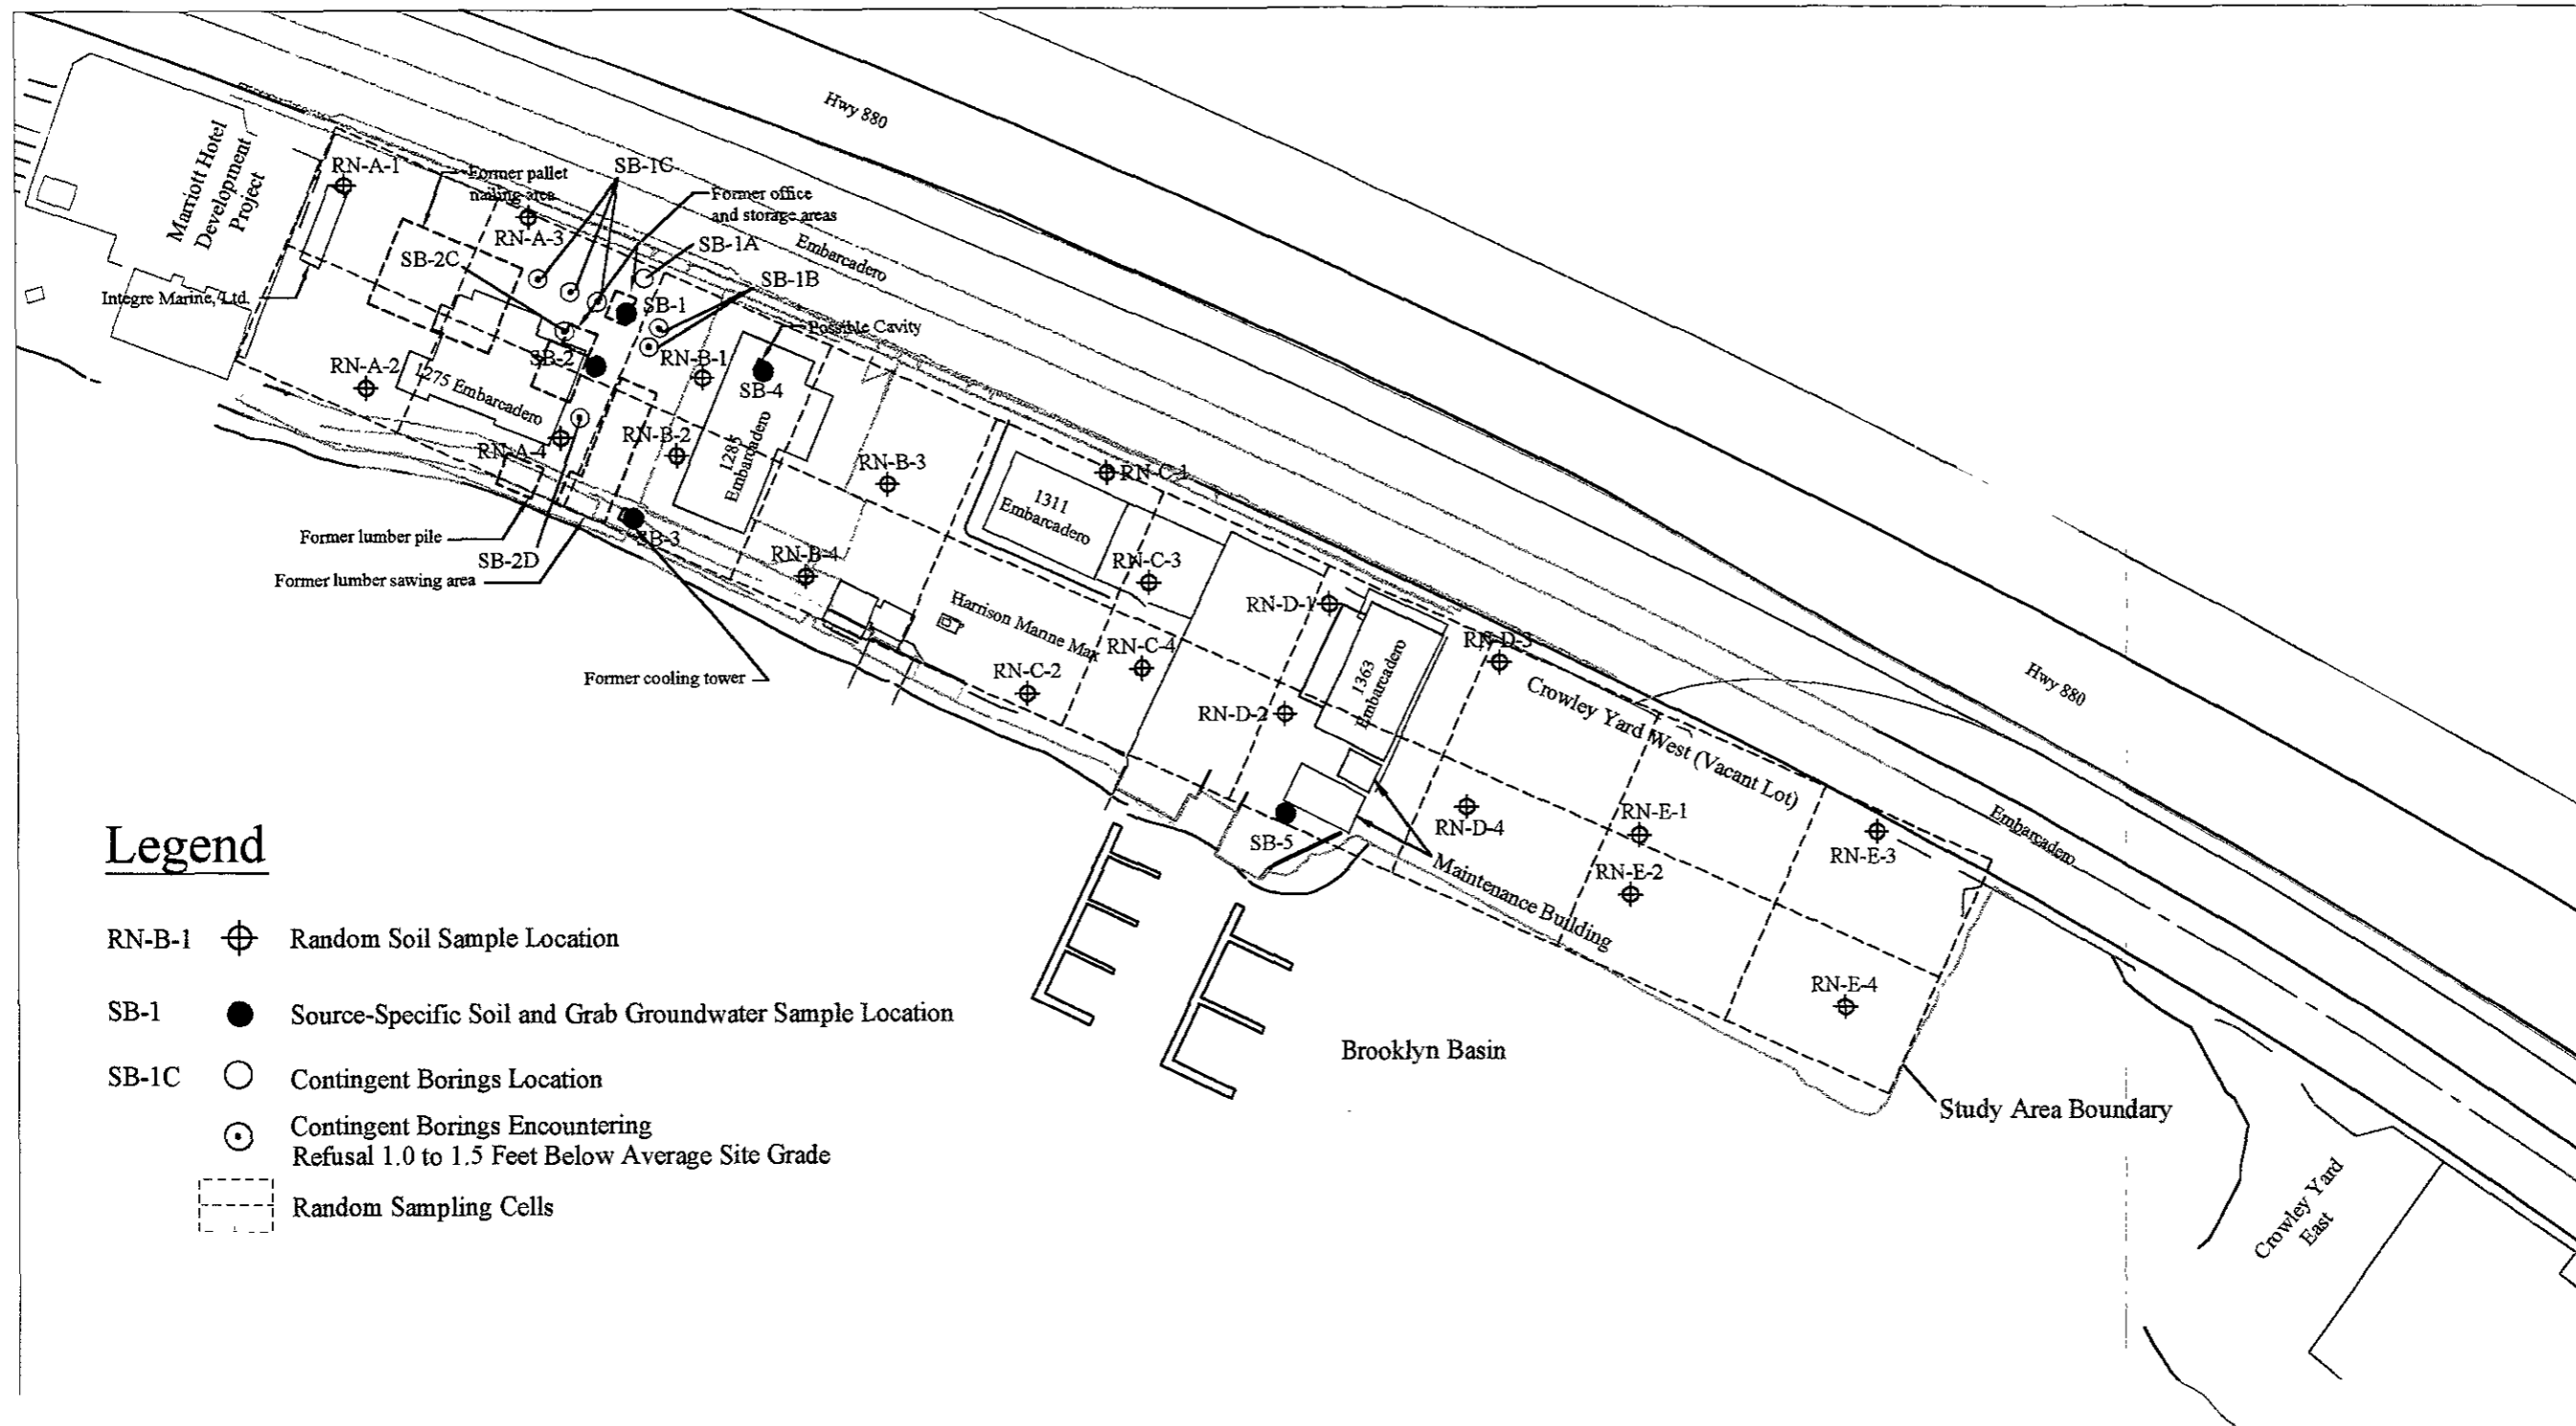 Hwy 880
Marriott Hotel
Development
Project
RN-A-1
Former pallet
nailing area
SB-1C
Former office
and storage areas
RN-A-3
SB-1A
Embarcadero
SB-2C
SB-1B
Integre Marine, Ltd.
SB-1
Possible Cavity
SB-2
RN-B-1
RN-A-2
1275 Embarcadero
SB-4
RN-A-4
RN-B-2
1285
Embarcadero
RN-B-3
RN-C-1
1311
Embarcadero
Former lumber pile
SB-3
SB-2D
RN-B-4
RN-C-3
Former lumber sawing area
Harrison Marine Max
RN-D-1
RN-C-4
RN-D-3
1363
Embarcadero
Former cooling tower
RN-C-2
RN-D-2
Hwy 880
Crowley Yard West (Vacant Lot)
RN-D-4
RN-E-1
Embarcadero
SB-5
RN-E-3
RN-E-2
Maintenance Building
RN-E-4
Brooklyn Basin
Study Area Boundary
Crowley Yard
East
Legend
RN-B-1 Random Soil Sample Location
SB-1 Source-Specific Soil and Grab Groundwater Sample Location
SB-1C Contingent Borings Location
Contingent Borings Encountering
Refusal 1.0 to 1.5 Feet Below Average Site Grade
Random Sampling Cells